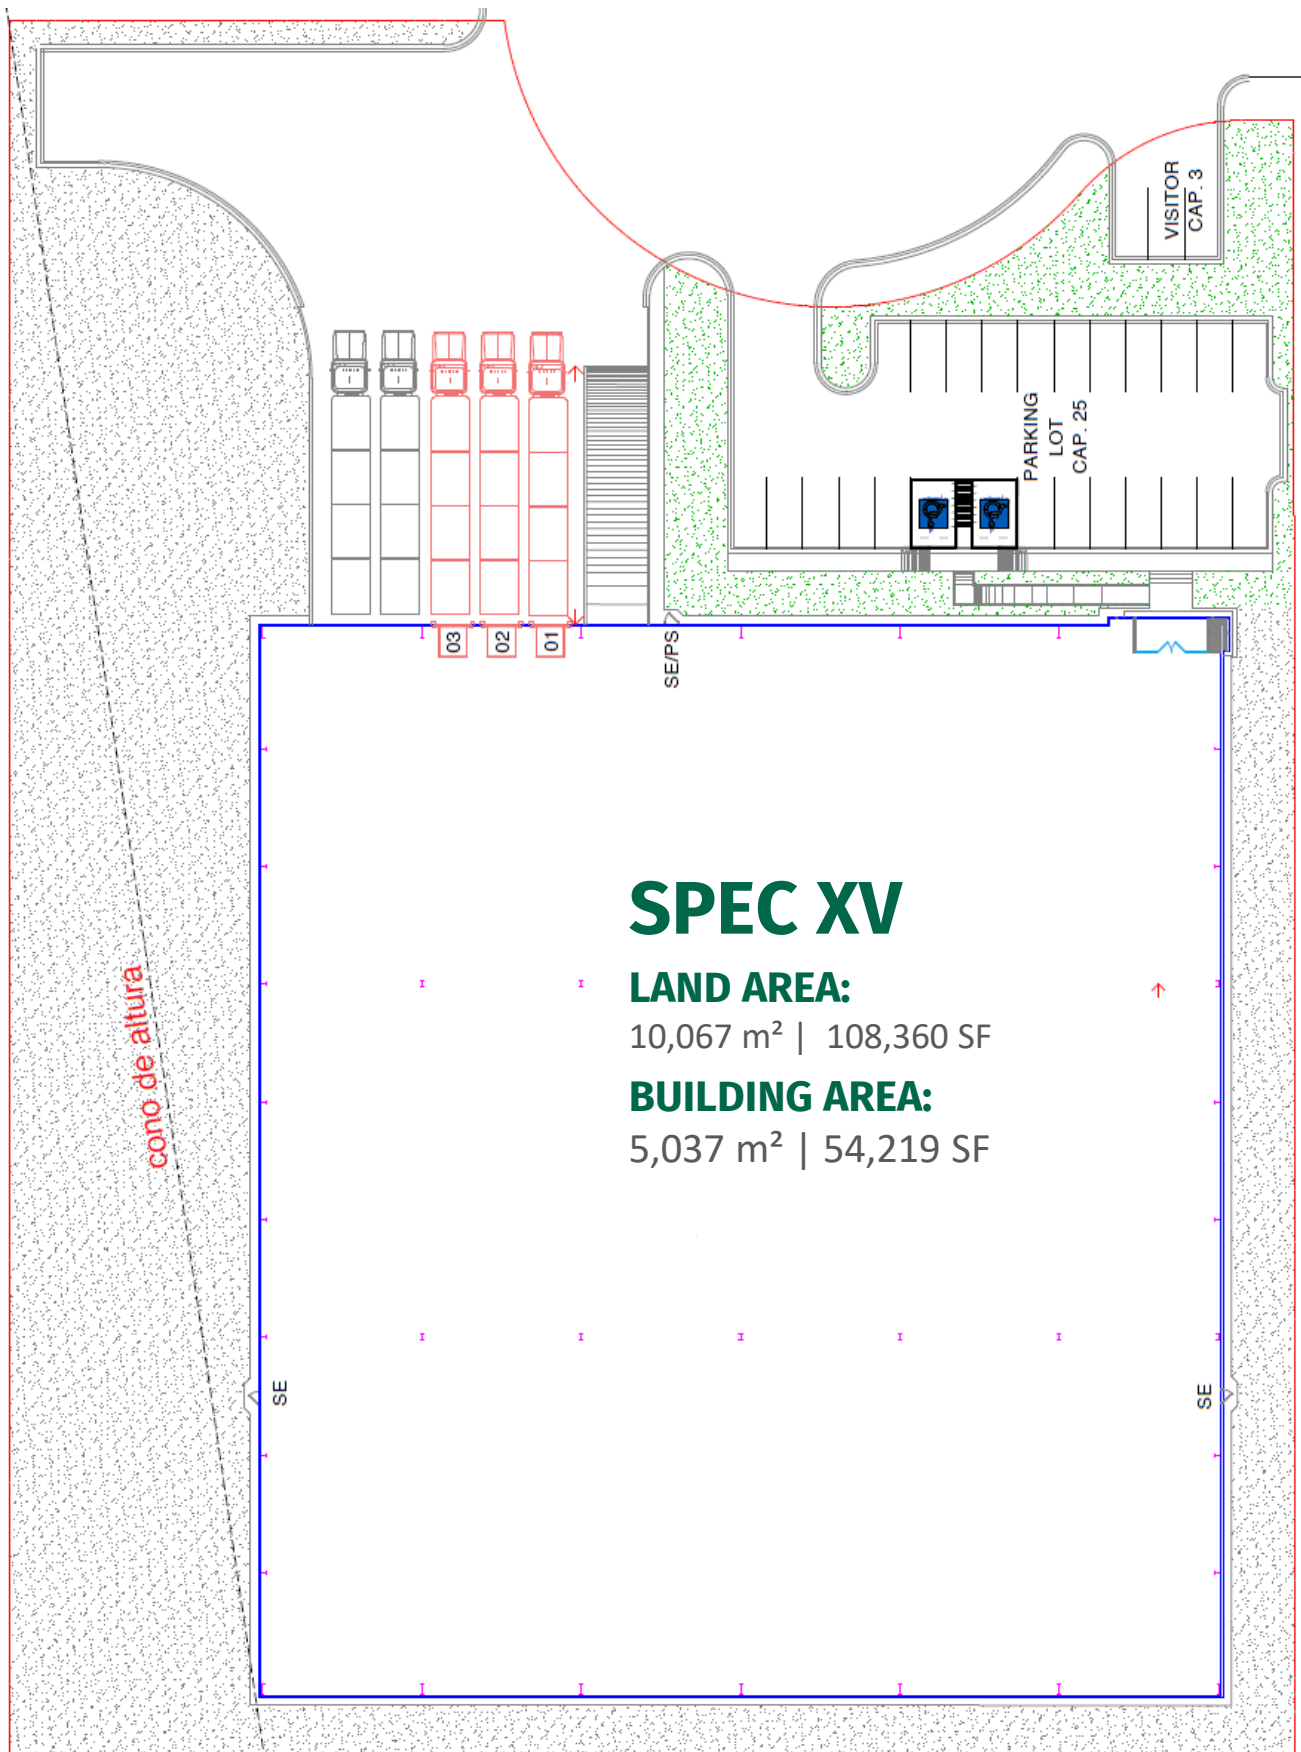 VISITOR
CAP. 3
PARKING
LOT
CAP. 25
03
02
01
SE/PS
SPEC XV
LAND AREA:
10,067 m² | 108,360 SF
BUILDING AREA:
5,037 m² | 54,219 SF
cono de altura
SE
SE